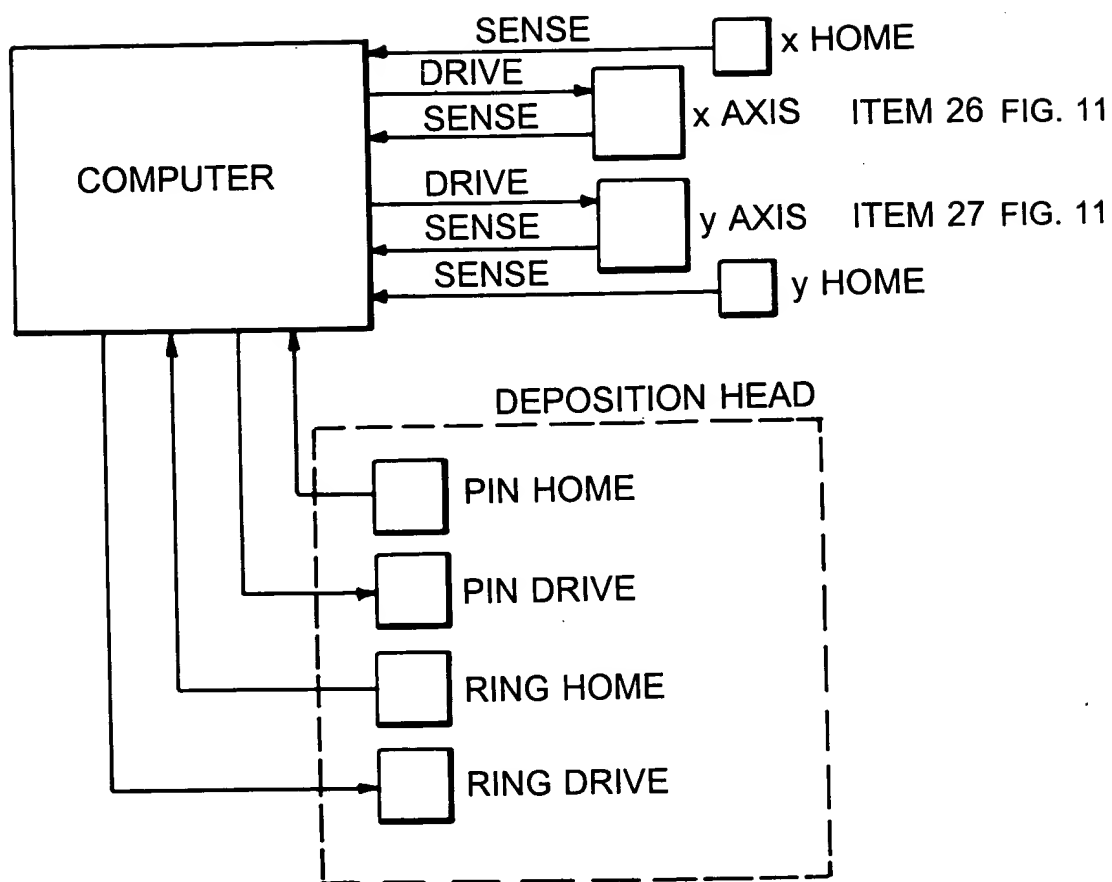 SENSE
x HOME
DRIVE
SENSE
x AXIS ITEM 26 FIG. 11
COMPUTER
DRIVE
SENSE
y AXIS ITEM 27 FIG. 11
SENSE
y HOME
DEPOSITION HEAD
PIN HOME
PIN DRIVE
RING HOME
RING DRIVE